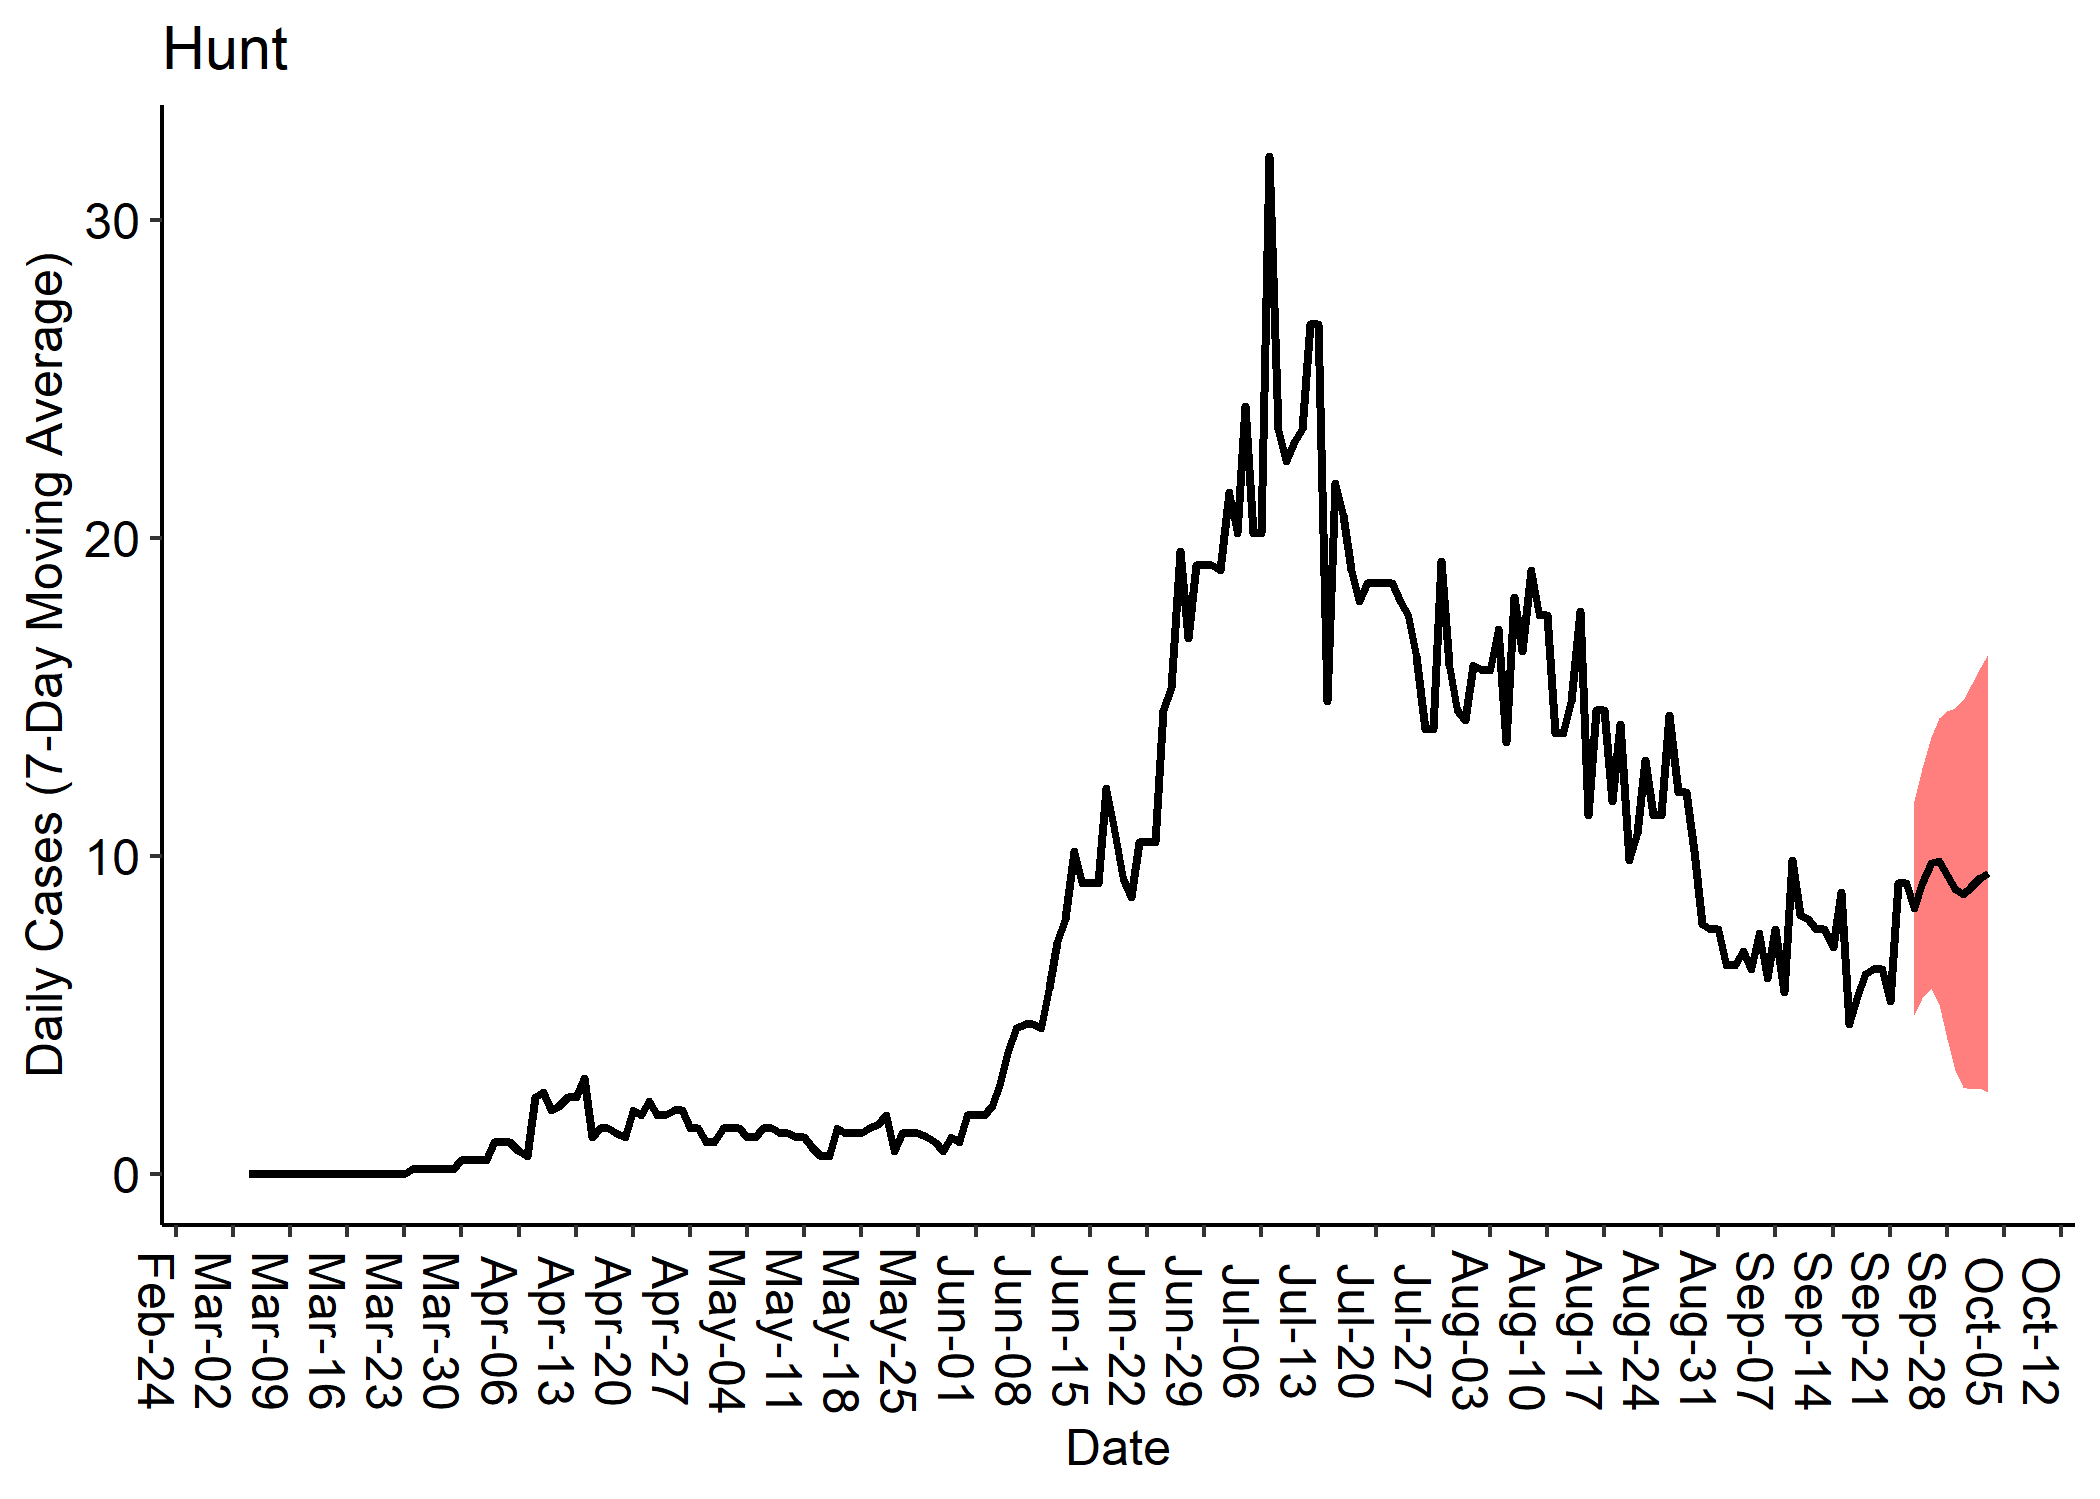 Hunt
Daily Cases (7-Day Moving Average)
30
20
10
0
Feb-24
Mar-02
Mar-09
Mar-16
Mar-23
Mar-30
Apr-06
Apr-13
Apr-20
Apr-27
May-04
May-11
May-18
May-25
Jun-01
Jun-08
Jun-15
Jun-22
Jun-29
Jul-06
Jul-13
Jul-20
Jul-27
Aug-03
Aug-10
Aug-17
Aug-24
Aug-31
Sep-07
Sep-14
Sep-21
Sep-28
Oct-05
Oct-12
Date